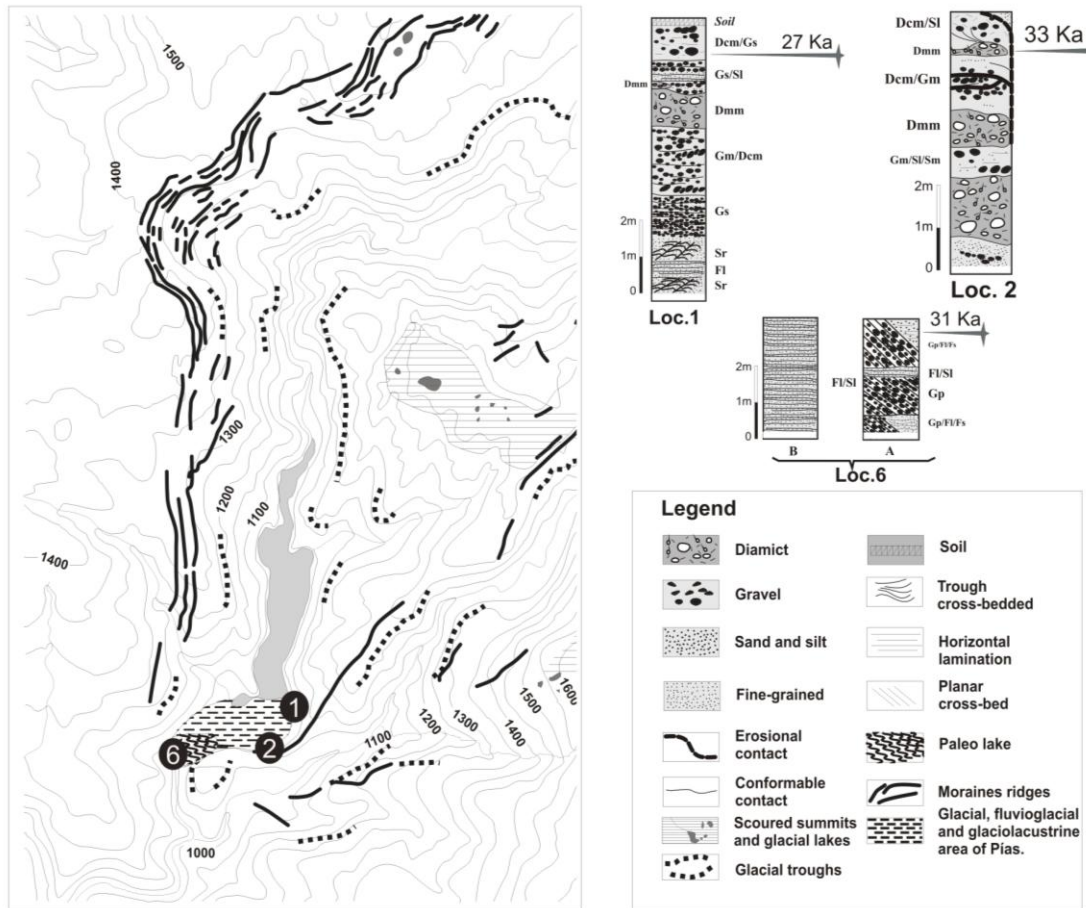 1500
1400
1300
1200
1100
1400
1600
1500
1400
1300
1200
1100
1000
1
2
6
Soil
Dcm/Gs
27 Ka
Gs/Sl
Dmm
Dmm
Gm/Dcm
Gs
2m
Sr
1m
Fl
0
Sr
Loc.1
Dcm/Sl
33 Ka
Dmm
Dcm/Gm
Dmm
Gm/Sl/Sm
2m
1m
0
Loc. 2
31 Ka
Gp/Fl/Fs
2m
Fl/Sl
Fl/Sl
Gp
1m
Gp/Fl/Fs
0
B
A
Loc.6
Legend
Diamict
Soil
Gravel
Trough
cross-bedded
Sand and silt
Horizontal
lamination
Fine-grained
Planar
cross-bed
Erosional
contact
Paleo lake
Conformable
contact
Moraines ridges
Scoured summits
and glacial lakes
Glacial, fluvioglacial
and glaciolacustrine
area of Pías.
Glacial troughs